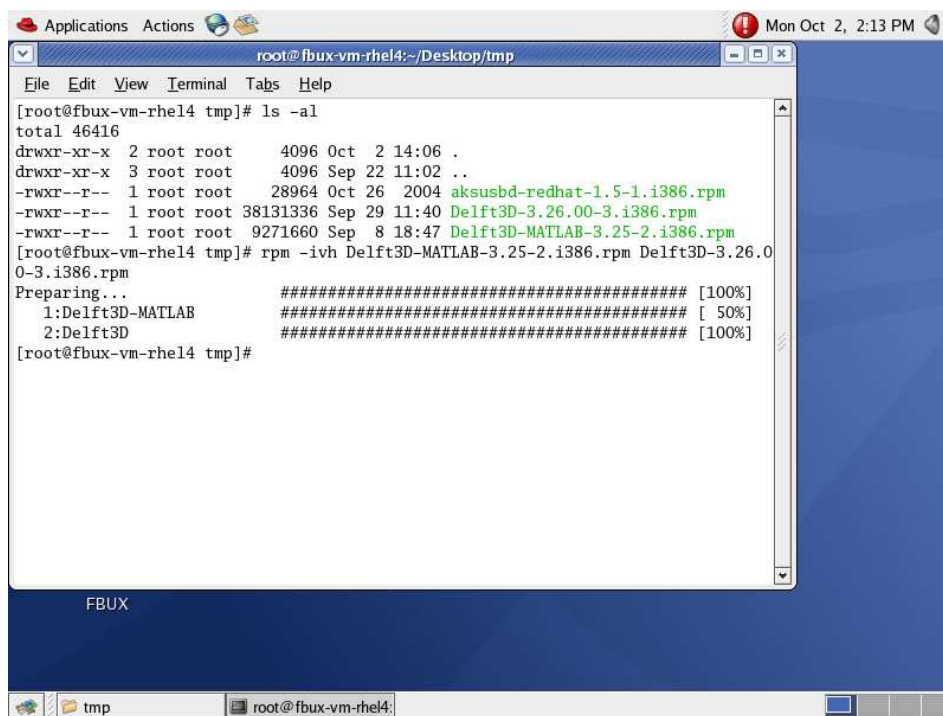 Applications Actions Mon Oct 2, 2:13 PM
root@fbux-vm-rhel4:~/Desktop/tmp
File Edit View Terminal Tabs Help
[root@fbux-vm-rhel4 tmp]# ls -al
total 46416
drwxr-xr-x 2 root root 4096 Oct 2 14:06 .
drwxr-xr-x 3 root root 4096 Sep 22 11:02 ..
-rwxr--r-- 1 root root 28964 Oct 26 2004 aksusbd-redhat-1.5-1.i386.rpm
-rwxr--r-- 1 root root 38131336 Sep 29 11:40 Delft3D-3.26.00-3.i386.rpm
-rwxr--r-- 1 root root 9271660 Sep 8 18:47 Delft3D-MATLAB-3.25-2.i386.rpm
[root@fbux-vm-rhel4 tmp]# rpm -ivh Delft3D-MATLAB-3.25-2.i386.rpm Delft3D-3.26.0
0-3.i386.rpm
Preparing... ########################################### [100%]
1:Delft3D-MATLAB ########################################### [ 50%]
2:Delft3D ########################################### [100%]
[root@fbux-vm-rhel4 tmp]#
FBUX
tmp root@fbux-vm-rhel4: